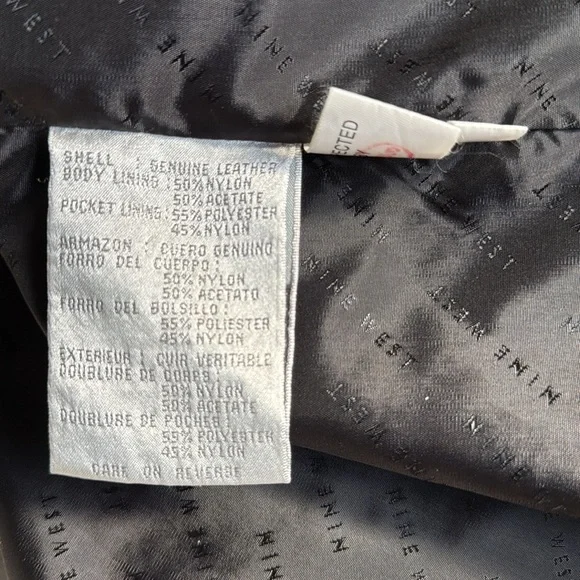 SHELL : GENUINE LEATHER
BODY LINING : 50% NYLON
50% ACETATE
POCKET LINING : 55% POLYESTER
45% NYLON
ARMAZON : CUERO GENUINO
FORRO DEL CUERPO :
50% NYLON
50% ACETATO
FORRO DEL BOLSILLO :
55% POLIESTER
45% NYLON
EXTERIEUR : CUIR VERITABLE
DOUBLURE DE CORPS :
50% NYLON
50% ACETATE
DOUBLURE DE POCHE :
55% POLYESTER
45% NYLON
CARE ON REVERSE
NINE WEST
NINE WEST
NINE WEST
NINE WEST
NINE WEST